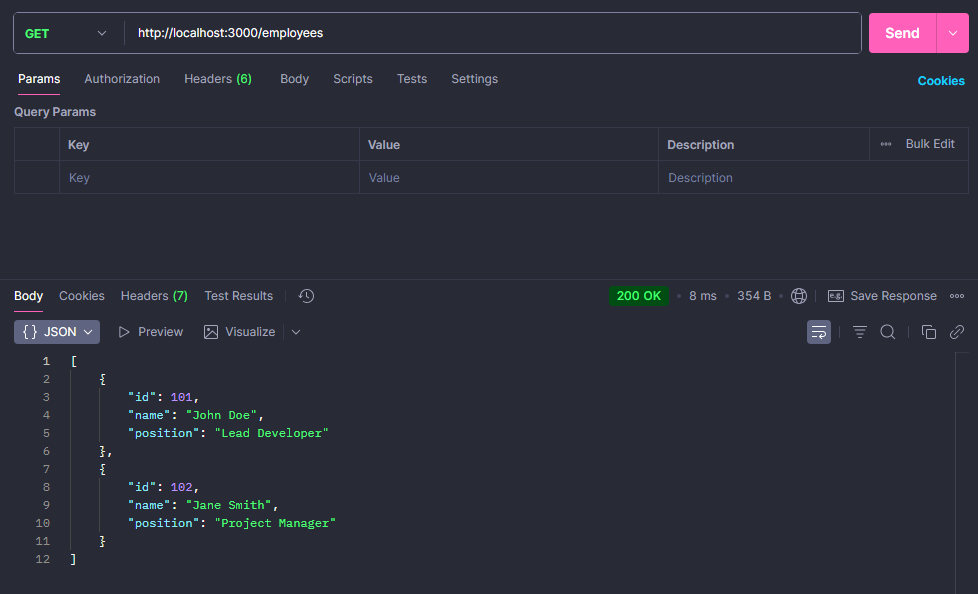 GET http://localhost:3000/employees Send
Params Authorization Headers (6) Body Scripts Tests Settings Cookies
Query Params
Key Value Description ••• Bulk Edit
Key Value Description
Body Cookies Headers (7) Test Results 200 OK • 8 ms • 354 B • e.g. Save Response •••
{} JSON Preview Visualize
1 [
2 {
3 "id": 101,
4 "name": "John Doe",
5 "position": "Lead Developer"
6 },
7 {
8 "id": 102,
9 "name": "Jane Smith",
10 "position": "Project Manager"
11 }
12 ]